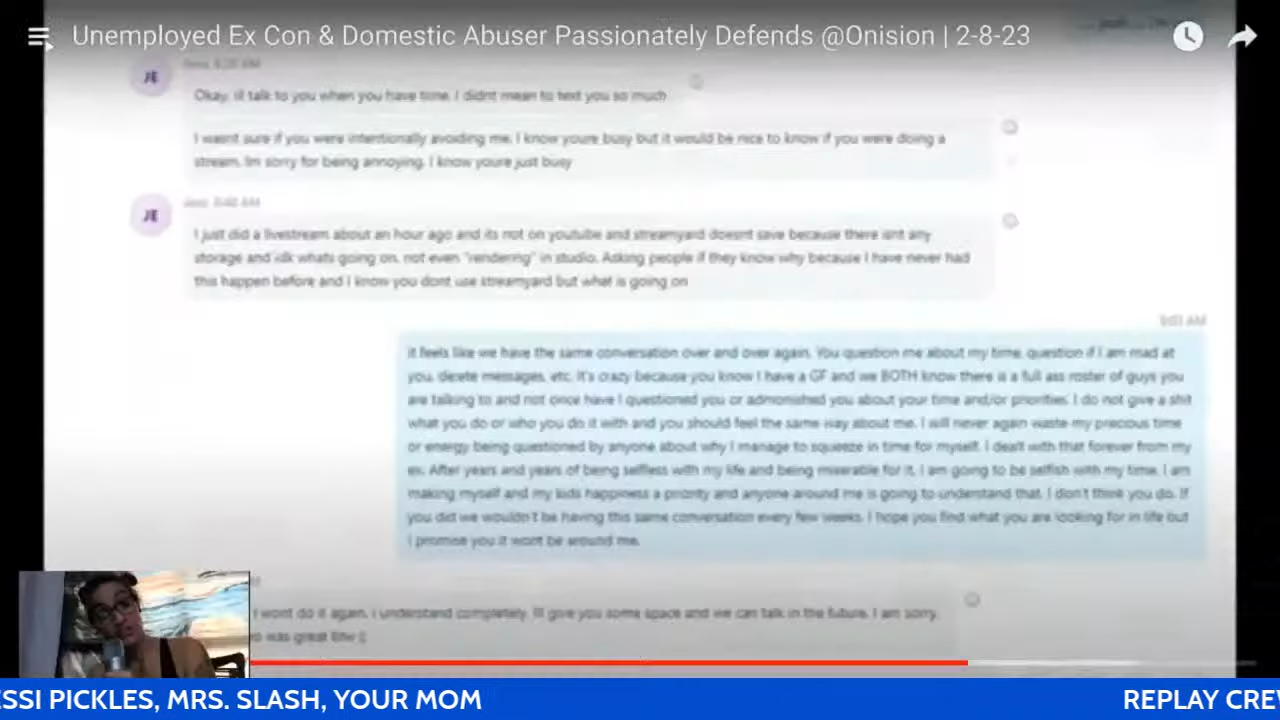 Unemployed Ex Con & Domestic Abuser Passionately Defends @Onision | 2-8-23
JE
Okay. Ill talk to you when you have time. I didnt mean to text you so much
I wasnt sure if you were intentionally avoiding me. I know youre busy but it would be nice to know if you were doing a
stream. Im sorry for being annoying. I know youre just busy
JE
I just did a livestream about an hour ago and its not on youtube and streamyard doesnt save because there isnt any
storage and idk whats going on, not even "rendering" in studio. Asking people if they know why because I have never had
this happen before and I know you dont use streamyard but what is going on
it feels like we have the same conversation over and over again. You question me about my time, question if I am mad at
you, delete messages, etc. It's crazy because you know I have a GF and we BOTH know there is a full ass roster of guys you
are talking to and not once have I questioned you or admonished you about your time and/or priorities. I do not give a shit
what you do or who you do it with and you should feel the same way about me. I will never again waste my precious time
or energy being questioned by anyone about why I manage to squeeze in time for myself. I dealt with that forever from my
ex. After years and years of being selfless with my life and being miserable for it, I am going to be selfish with my time. I am
making myself and my kids happiness a priority and anyone around me is going to understand that. I don't think you do. If
you did we wouldn't be having this same conversation every few weeks. I hope you find what you are looking for in life but
I promise you it wont be around me.
I wont do it again. I understand completely. Ill give you some space and we can talk in the future. I am sorry.
was great btw
ESSI PICKLES, MRS. SLASH, YOUR MOM
REPLAY CREW